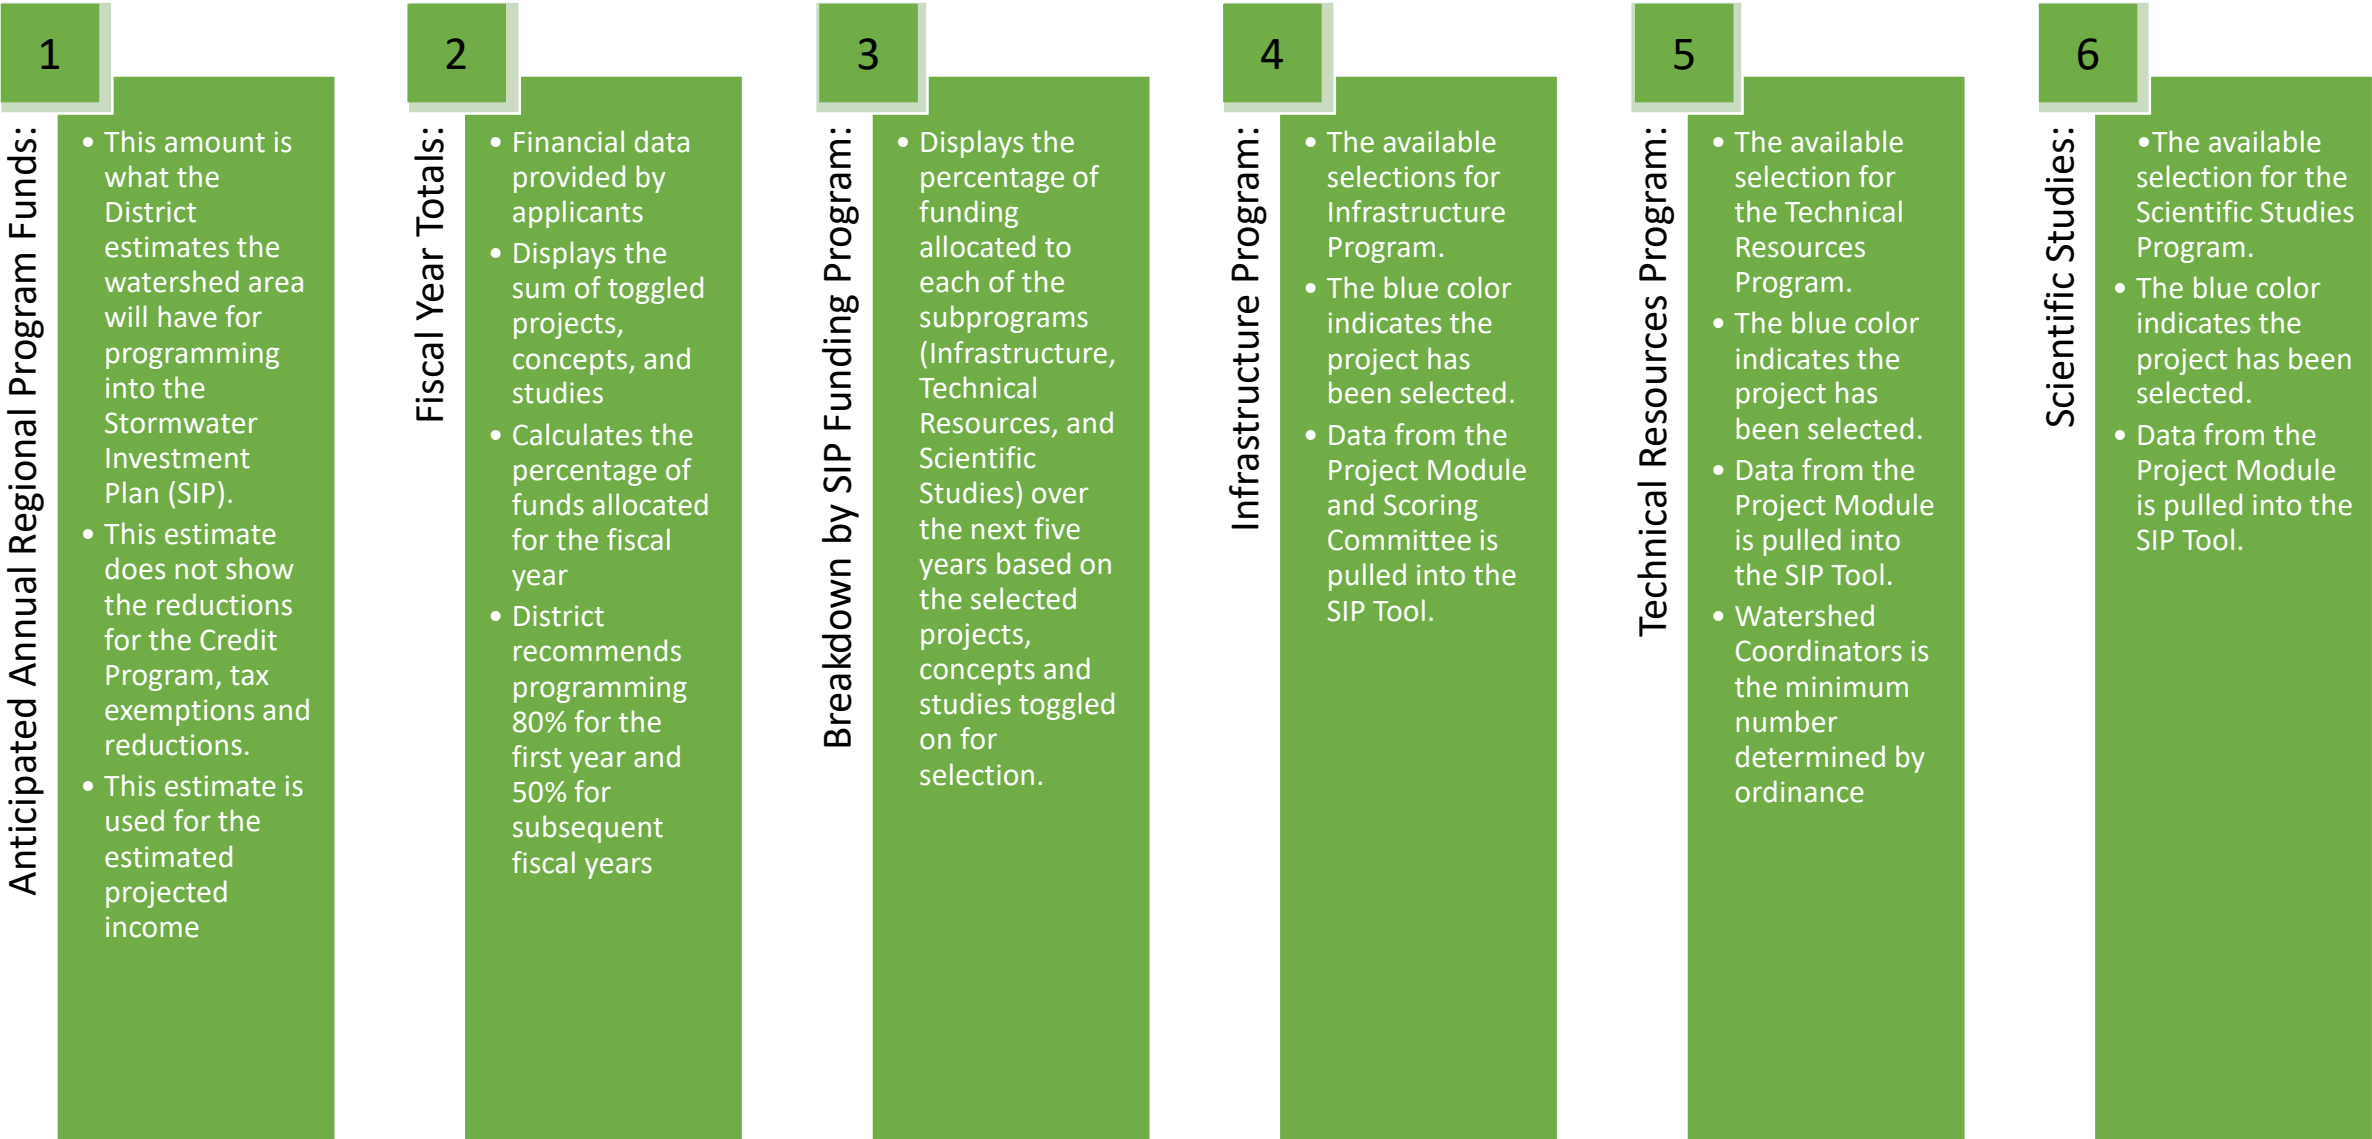 1
Anticipated Annual Regional Program Funds:
• This amount is
what the
District
estimates the
watershed area
will have for
programming
into the
Stormwater
Investment
Plan (SIP).
• This estimate
does not show
the reductions
for the Credit
Program, tax
exemptions and
reductions.
• This estimate is
used for the
estimated
projected
income
2
Fiscal Year Totals:
• Financial data
provided by
applicants
• Displays the
sum of toggled
projects,
concepts, and
studies
• Calculates the
percentage of
funds allocated
for the fiscal
year
• District
recommends
programming
80% for the
first year and
50% for
subsequent
fiscal years
3
Breakdown by SIP Funding Program:
• Displays the
percentage of
funding
allocated to
each of the
subprograms
(Infrastructure,
Technical
Resources, and
Scientific
Studies) over
the next five
years based on
the selected
projects,
concepts and
studies toggled
on for
selection.
4
Infrastructure Program:
• The available
selections for
Infrastructure
Program.
• The blue color
indicates the
project has
been selected.
• Data from the
Project Module
and Scoring
Committee is
pulled into the
SIP Tool.
5
Technical Resources Program:
• The available
selection for
the Technical
Resources
Program.
• The blue color
indicates the
project has
been selected.
• Data from the
Project Module
is pulled into
the SIP Tool.
• Watershed
Coordinators is
the minimum
number
determined by
ordinance
6
Scientific Studies:
•The available
selection for the
Scientific Studies
Program.
• The blue color
indicates the
project has been
selected.
• Data from the
Project Module
is pulled into the
SIP Tool.